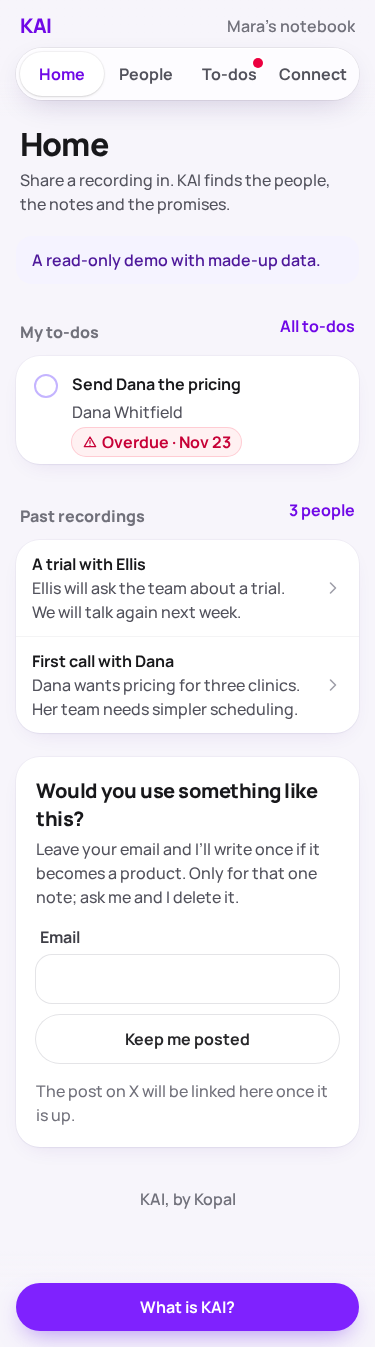 KAI
Mara's notebook
Home
People
To-dos
Connect
Home
Share a recording in. KAI finds the people,
the notes and the promises.
A read-only demo with made-up data.
My to-dos
All to-dos
Send Dana the pricing
Dana Whitfield
Overdue · Nov 23
Past recordings
3 people
A trial with Ellis
Ellis will ask the team about a trial.
We will talk again next week.
First call with Dana
Dana wants pricing for three clinics.
Her team needs simpler scheduling.
Would you use something like
this?
Leave your email and I'll write once if it
becomes a product. Only for that one
note; ask me and I delete it.
Email
Keep me posted
The post on X will be linked here once it
is up.
KAI, by Kopal
What is KAI?